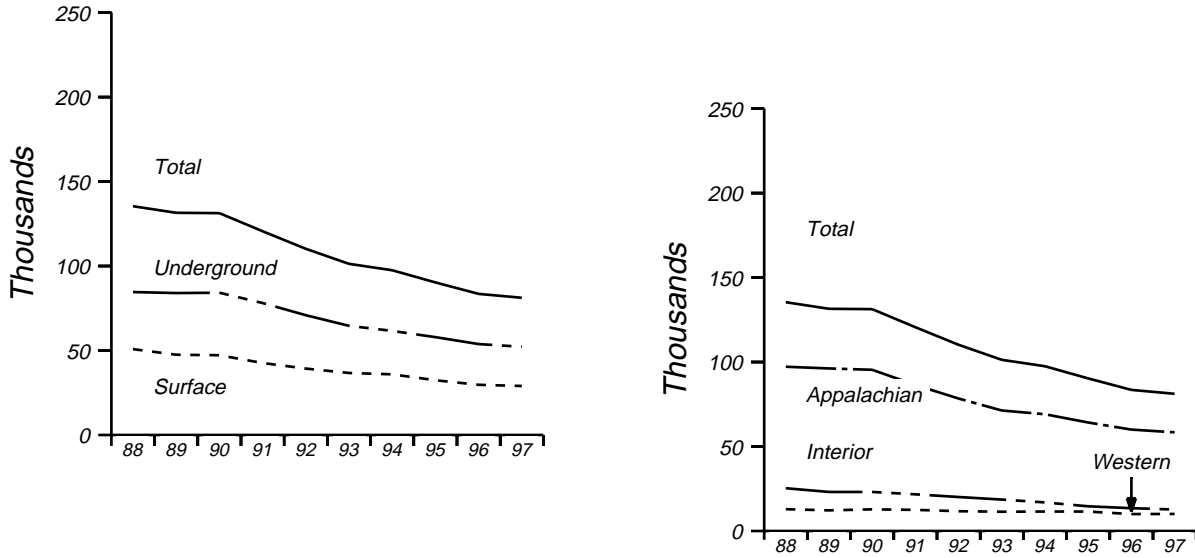 250
200
150
100
50
0
Thousands
Total
Underground
Surface
88 89 90 91 92 93 94 95 96 97
250
200
150
100
50
0
Thousands
Total
Appalachian
Interior
Western
88 89 90 91 92 93 94 95 96 97